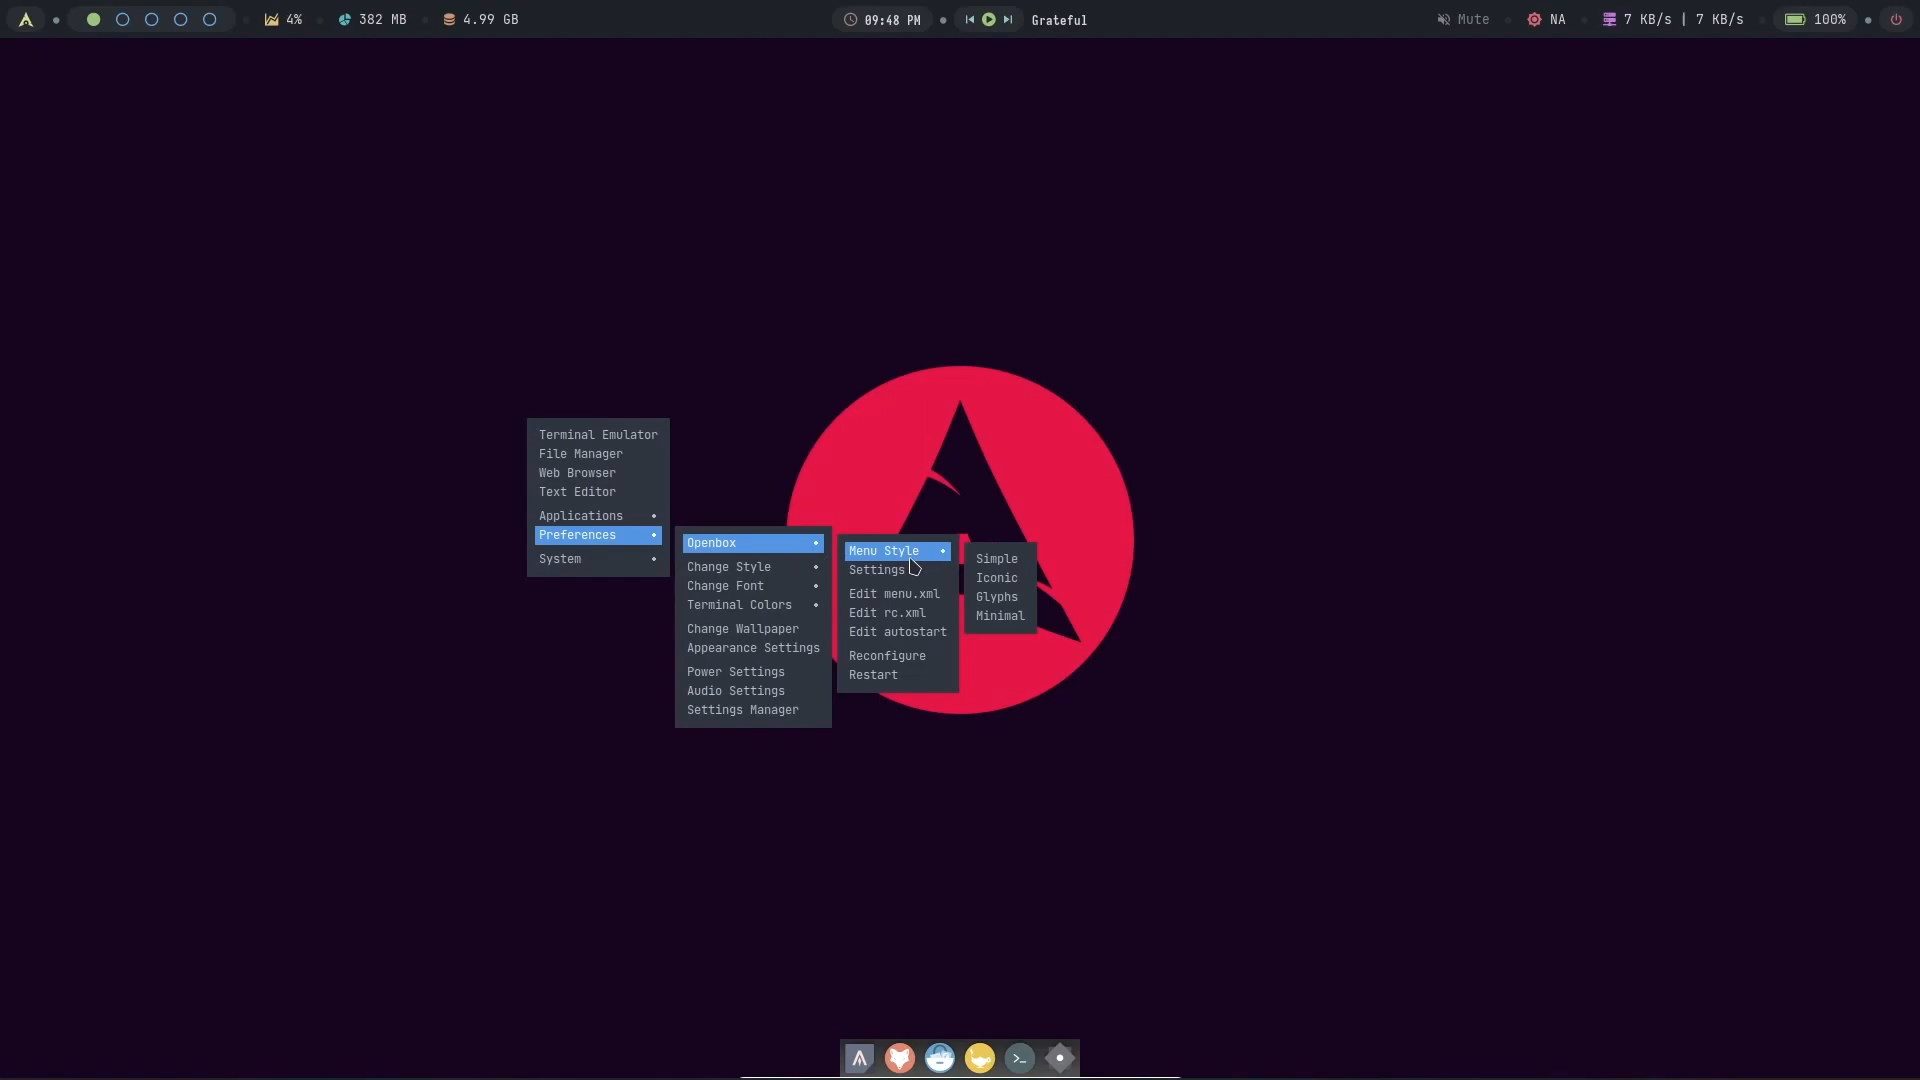 4%
382 MB
4.99 GB
09:48 PM
Grateful
Mute
NA
7 KB/s | 7 KB/s
100%
Terminal Emulator
File Manager
Web Browser
Text Editor
Applications
Preferences
System
Openbox
Change Style
Change Font
Terminal Colors
Change Wallpaper
Appearance Settings
Power Settings
Audio Settings
Settings Manager
Menu Style
Settings
Edit menu.xml
Edit rc.xml
Edit autostart
Reconfigure
Restart
Simple
Iconic
Glyphs
Minimal